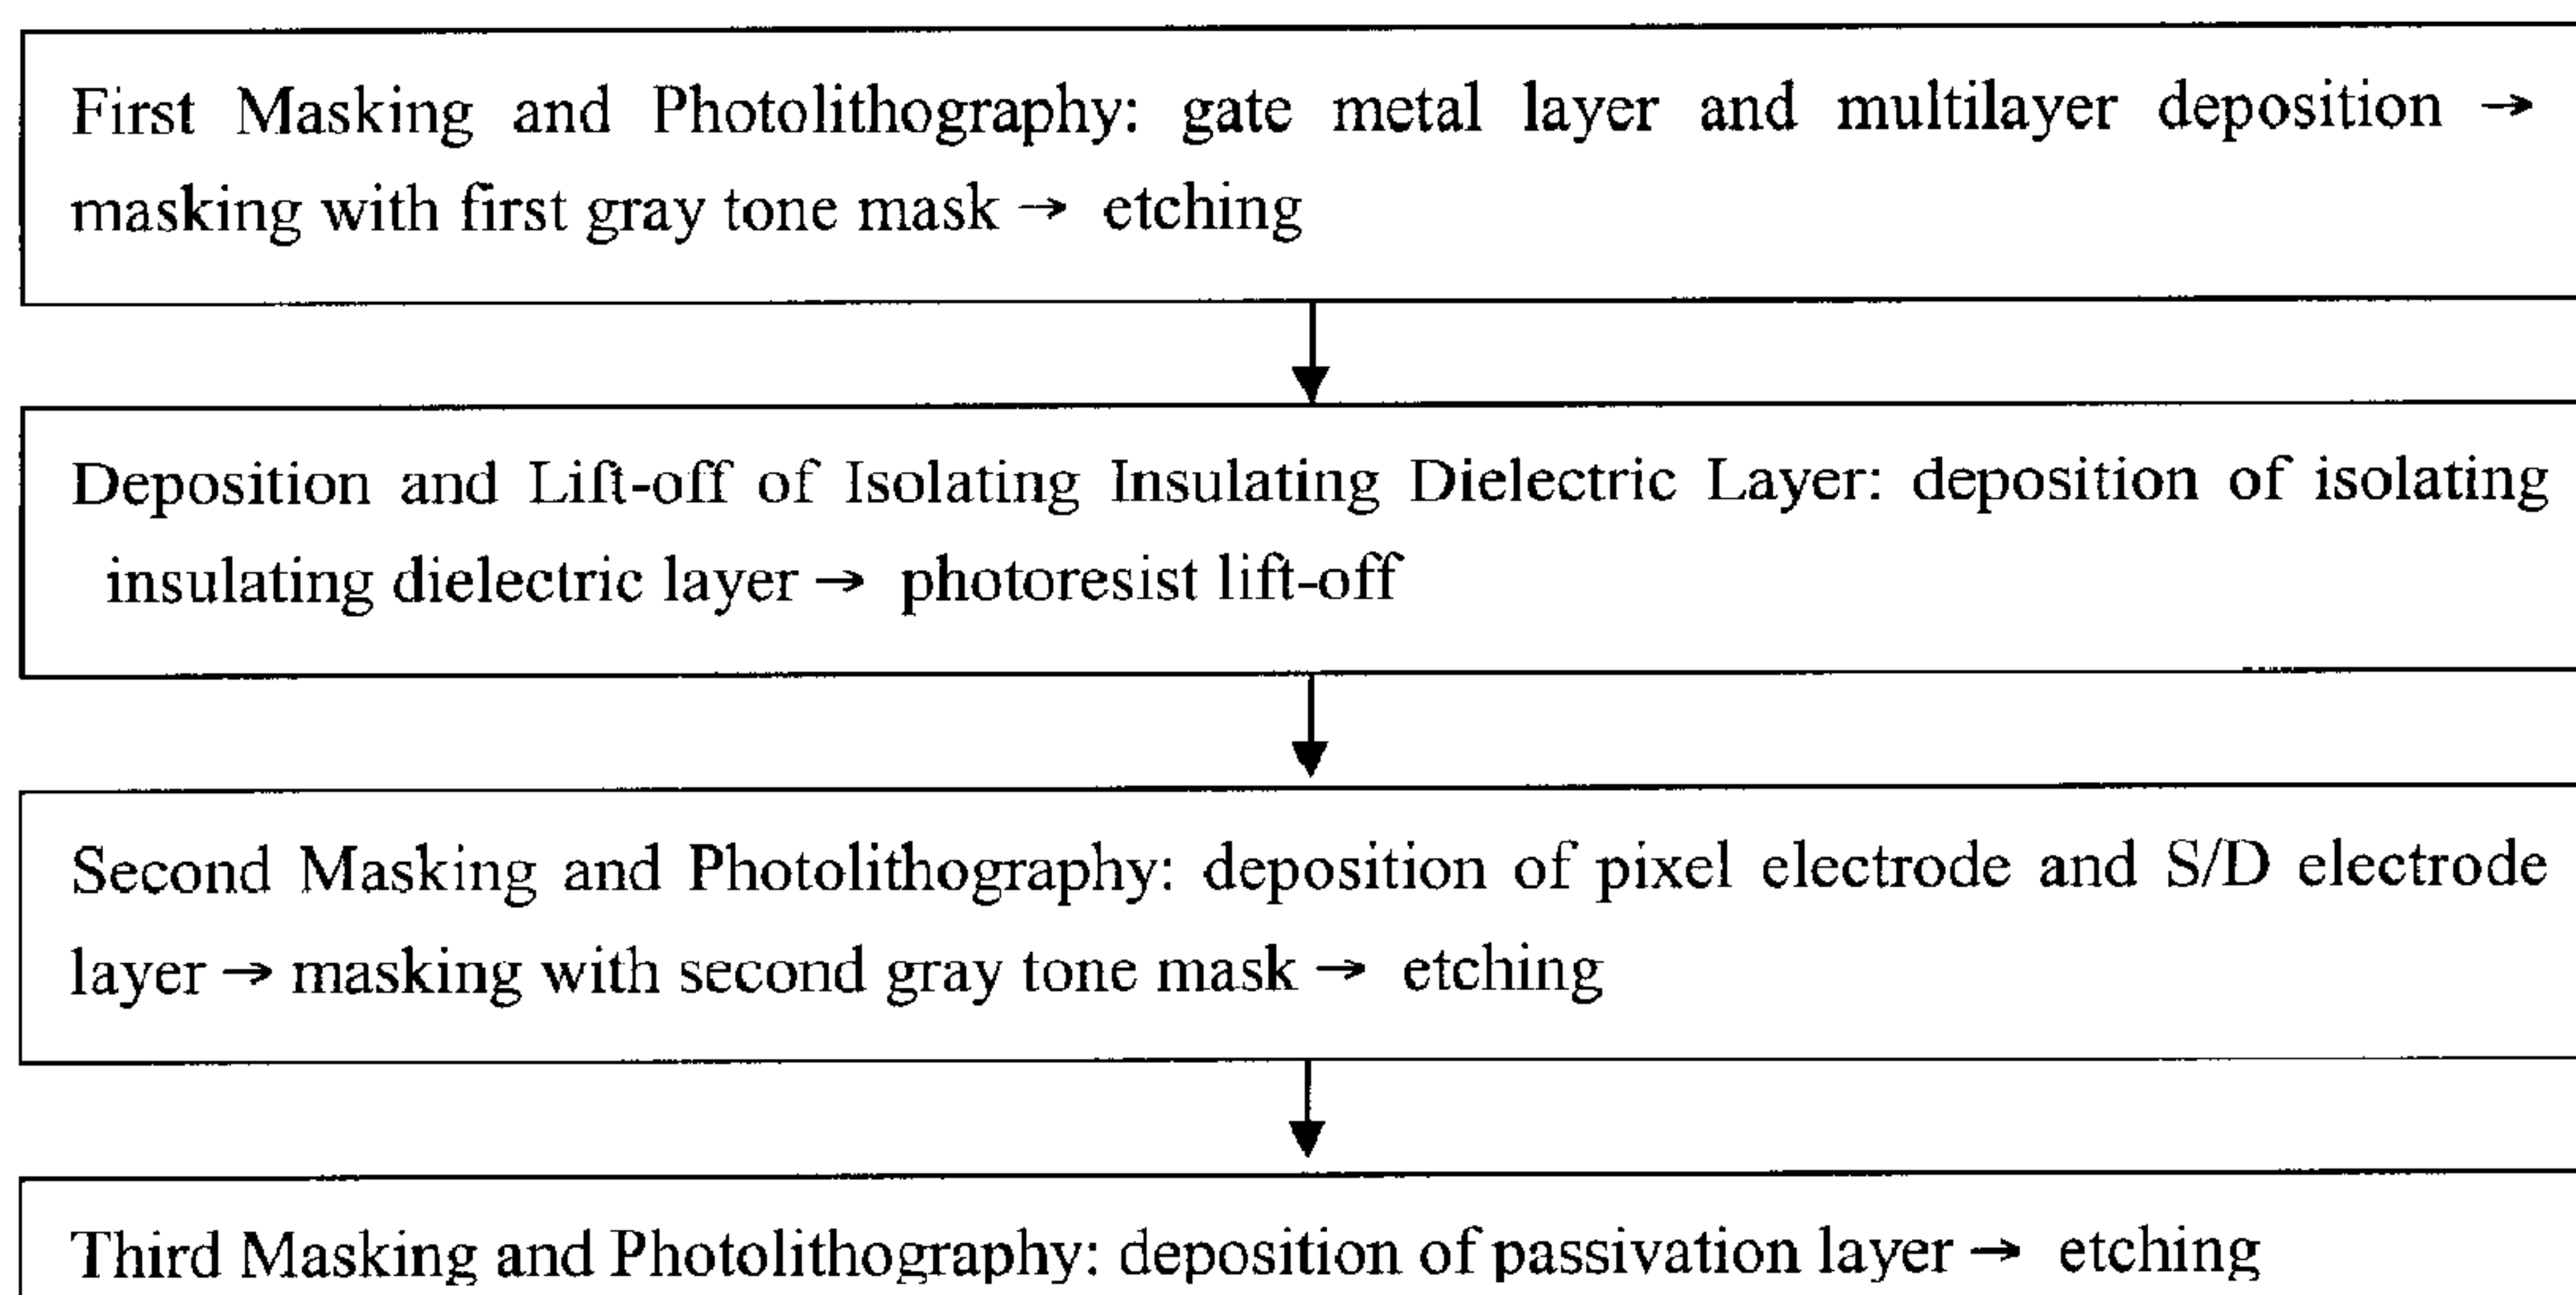 First Masking and Photolithography: gate metal layer and multilayer deposition →
masking with first gray tone mask → etching
Deposition and Lift-off of Isolating Insulating Dielectric Layer: deposition of isolating
insulating dielectric layer → photoresist lift-off
Second Masking and Photolithography: deposition of pixel electrode and S/D electrode
layer → masking with second gray tone mask → etching
Third Masking and Photolithography: deposition of passivation layer → etching